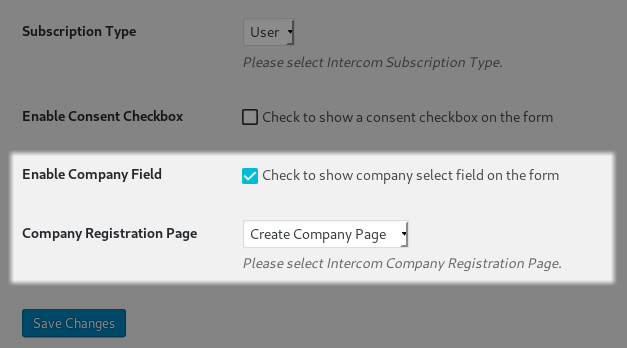 Subscription Type
User
Please select Intercom Subscription Type.
Enable Consent Checkbox
Check to show a consent checkbox on the form
Enable Company Field
Check to show company select field on the form
Company Registration Page
Create Company Page
Please select Intercom Company Registration Page.
Save Changes